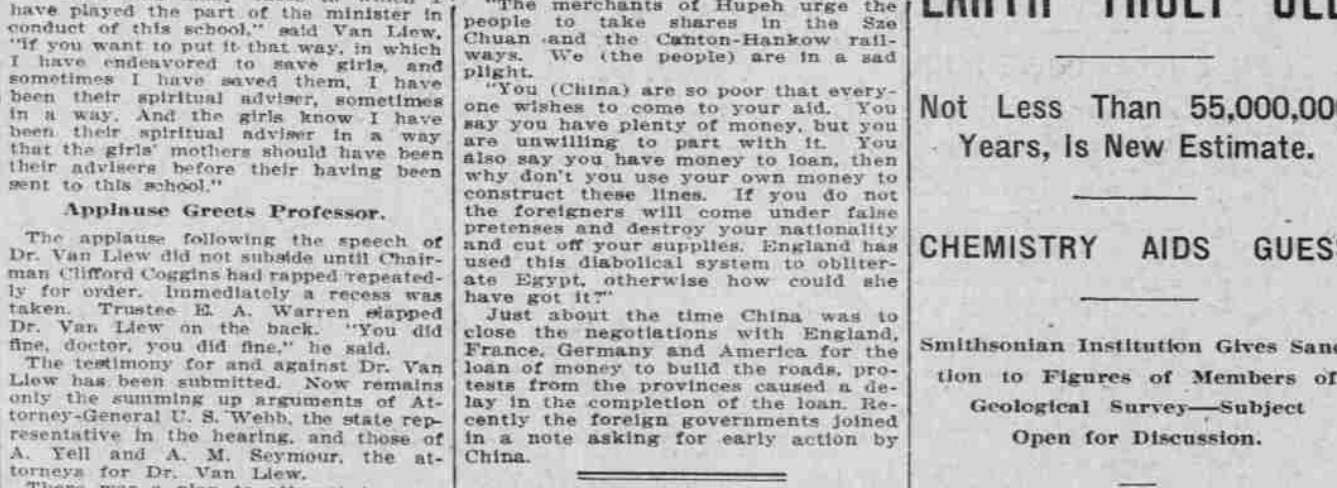 have played the part of the minister in
conduct of this school," said Van Liew.
"If you want to put it that way, in which
I have endeavored to save girls, and
sometimes I have saved them, I have
been their spiritual adviser, sometimes
in a way. And the girls know I have
been their spiritual adviser in a way
that the girls' mothers should have been
their advisers before their having been
sent to this school."
Applause Greets Professor.
The applause following the speech of
Dr. Van Liew did not subside until Chair-
man Clifford Coggins had rapped repeated-
ly for order. Immediately a recess was
taken. Trustee E. A. Warren slapped
Dr. Van Liew on the back. "You did
fine, doctor, you did fine," he said.
The testimony for and against Dr. Van
Liew has been submitted. Now remains
only the summing up arguments of At-
torney-General U. S. Webb, the state rep-
resentative in the hearing, and those of
A. Yell and A. M. Seymour, the at-
torneys for Dr. Van Liew.
"The merchants of Hupeh urge the
people to take shares in the Sze
Chuan and the Canton-Hankow rail-
ways. We (the people) are in a sad
plight.
"You (China) are so poor that every-
one wishes to come to your aid. You
say you have plenty of money, but you
are unwilling to part with it. You
also say you have money to loan, then
why don't you use your own money to
construct these lines. If you do not
the foreigners will come under false
pretenses and destroy your nationality
and cut off your supplies. England has
used this diabolical system to obliter-
ate Egypt, otherwise how could she
have got it?"
Just about the time China was to
close the negotiations with England,
France, Germany and America for the
loan of money to build the roads, pro-
tests from the provinces caused a de-
lay in the completion of the loan. Re-
cently the foreign governments joined
in a note asking for early action by
China.
EARTH TRULY OL
Not Less Than 55,000,00
Years, Is New Estimate.
CHEMISTRY AIDS GUES
Smithsonian Institution Gives Sanc
tion to Figures of Members of
Geological Survey—Subject
Open for Discussion.